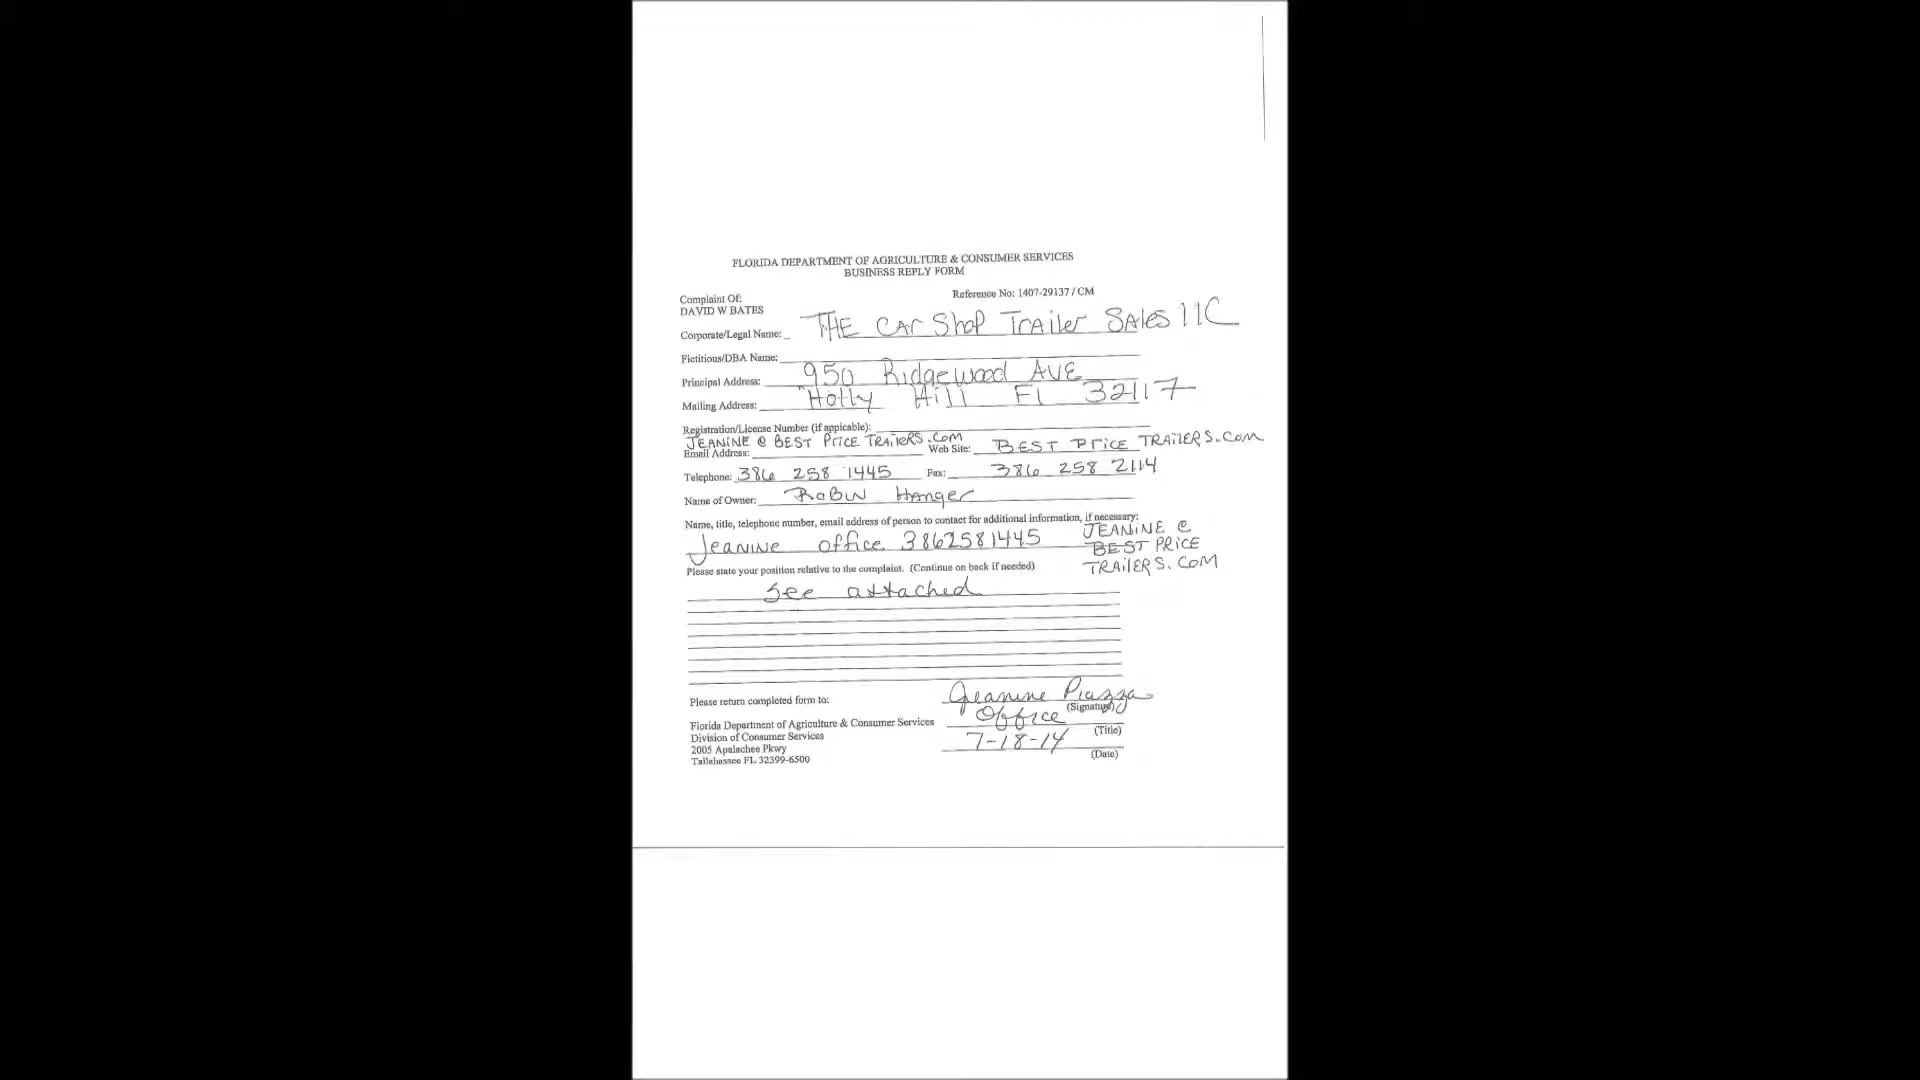 FLORIDA DEPARTMENT OF AGRICULTURE & CONSUMER SERVICES
BUSINESS REPLY FORM
Reference No: 1407-29137 / CM
Complaint Of:
DAVID W BATES
Corporate/Legal Name: THE CAr Shop TrAiler SAles llC
Fictitious/DBA Name:
Principal Address: 950 Ridgewood AVE
Mailing Address: Holly Hill Fl 32117
Registration/License Number (if applicable):
JEANINE @ BEST PricE TrAilERS.com
Email Address: Web Site: BEST PricE TRAilERS.com
Telephone: 386 258 1445 Fax: 386 258 2114
Name of Owner: RoBiN HAnger
Name, title, telephone number, email address of person to contact for additional information, if necessary:
JeANiNE office 3862581445 JEANINE @
BEST PRICE
TRAilERS.COM
Please state your position relative to the complaint. (Continue on back if needed)
See attached
Please return completed form to: Jeanine Piazza
(Signature)
Office
Florida Department of Agriculture & Consumer Services (Title)
Division of Consumer Services 7-18-14
2005 Apalachee Pkwy (Date)
Tallahassee FL 32399-6500